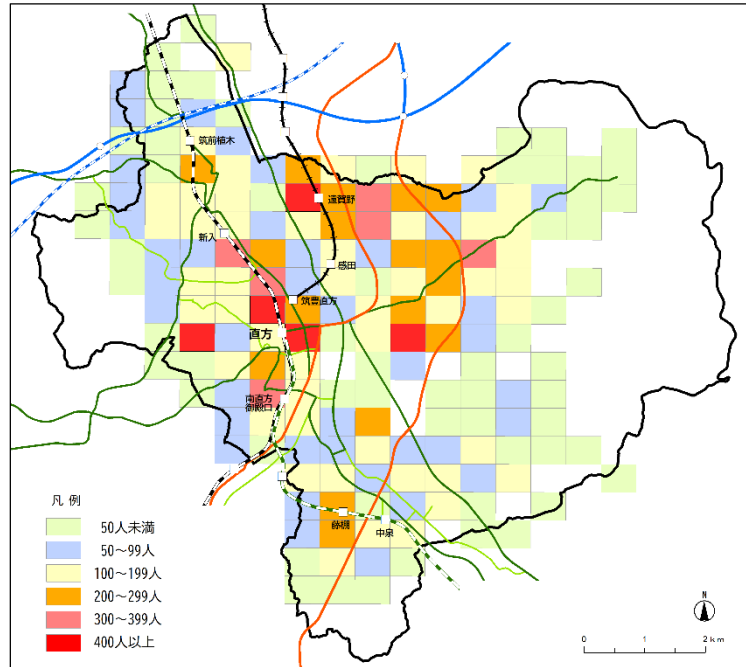 筑前植木
遠賀野
新入
感田
筑豊直方
直方
南直方
御殿口
藤棚
中泉
凡 例
50人未満
50～99人
100～199人
200～299人
300～399人
400人以上
N
0 1 2 km